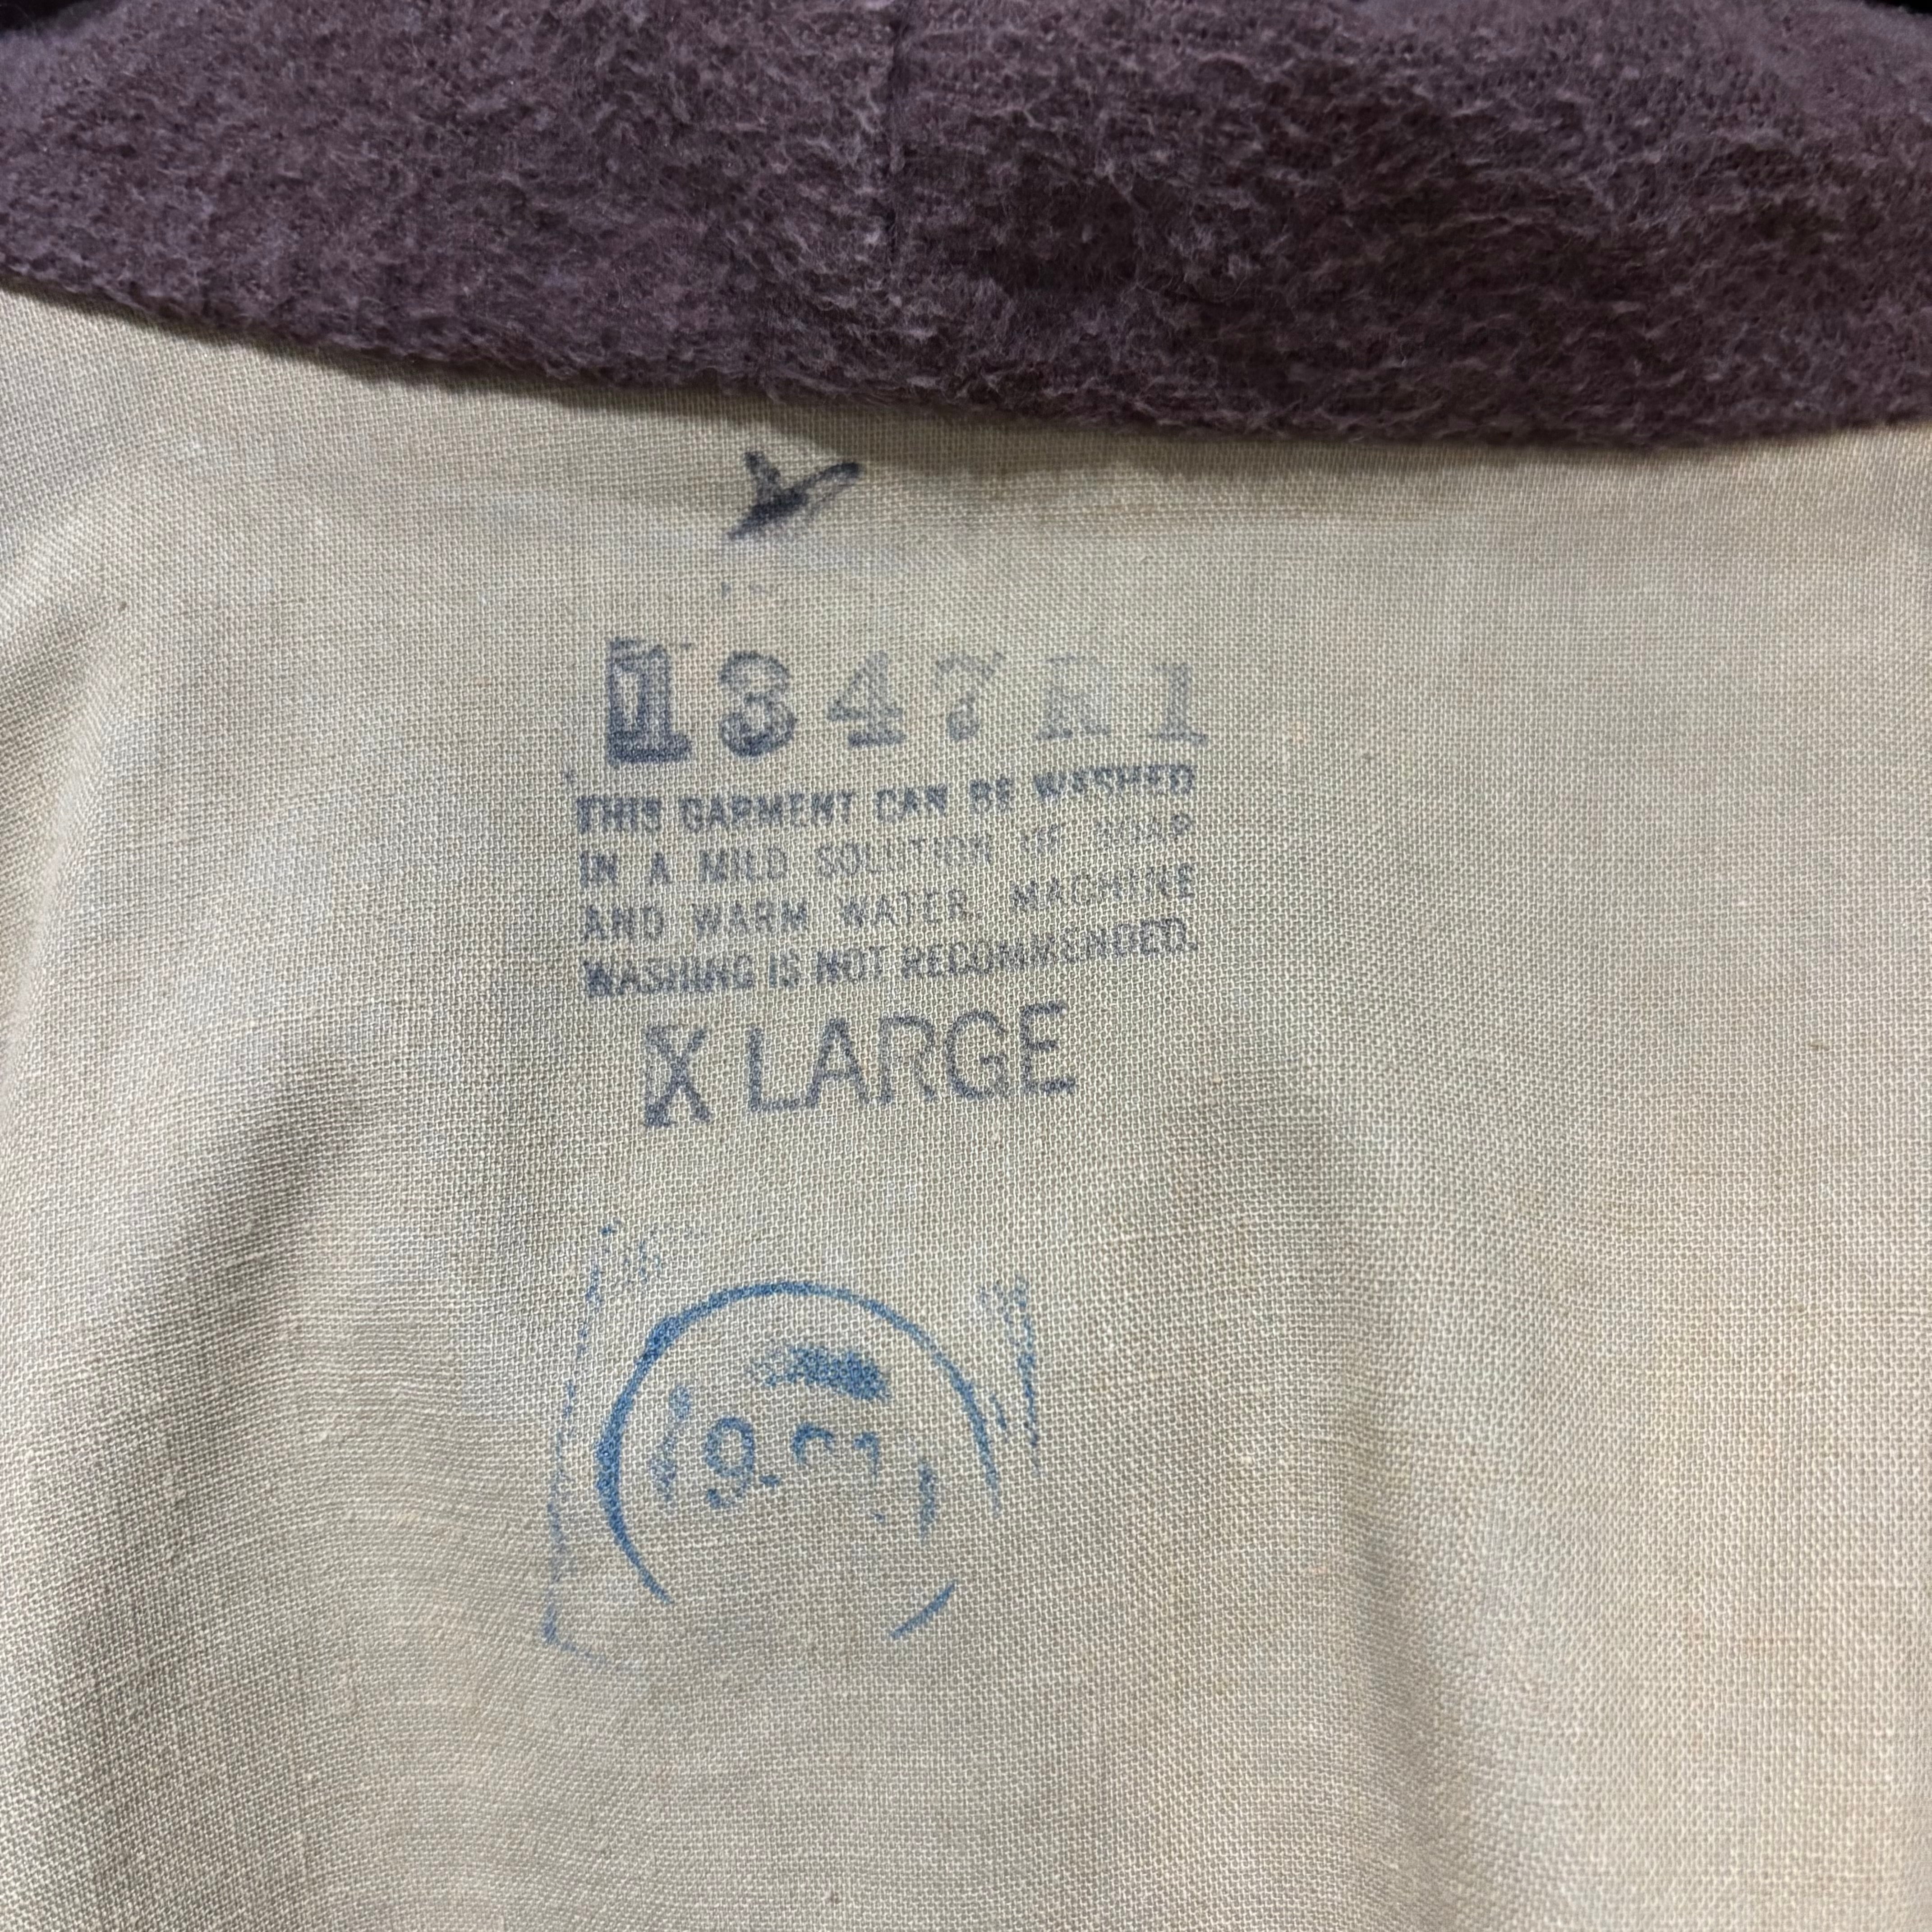 1347R1
THIS GARMENT CAN BE WASHED
IN A MILD SOLUTION OF SOAP
AND WARM WATER. MACHINE
WASHING IS NOT RECOMMENDED.
X LARGE